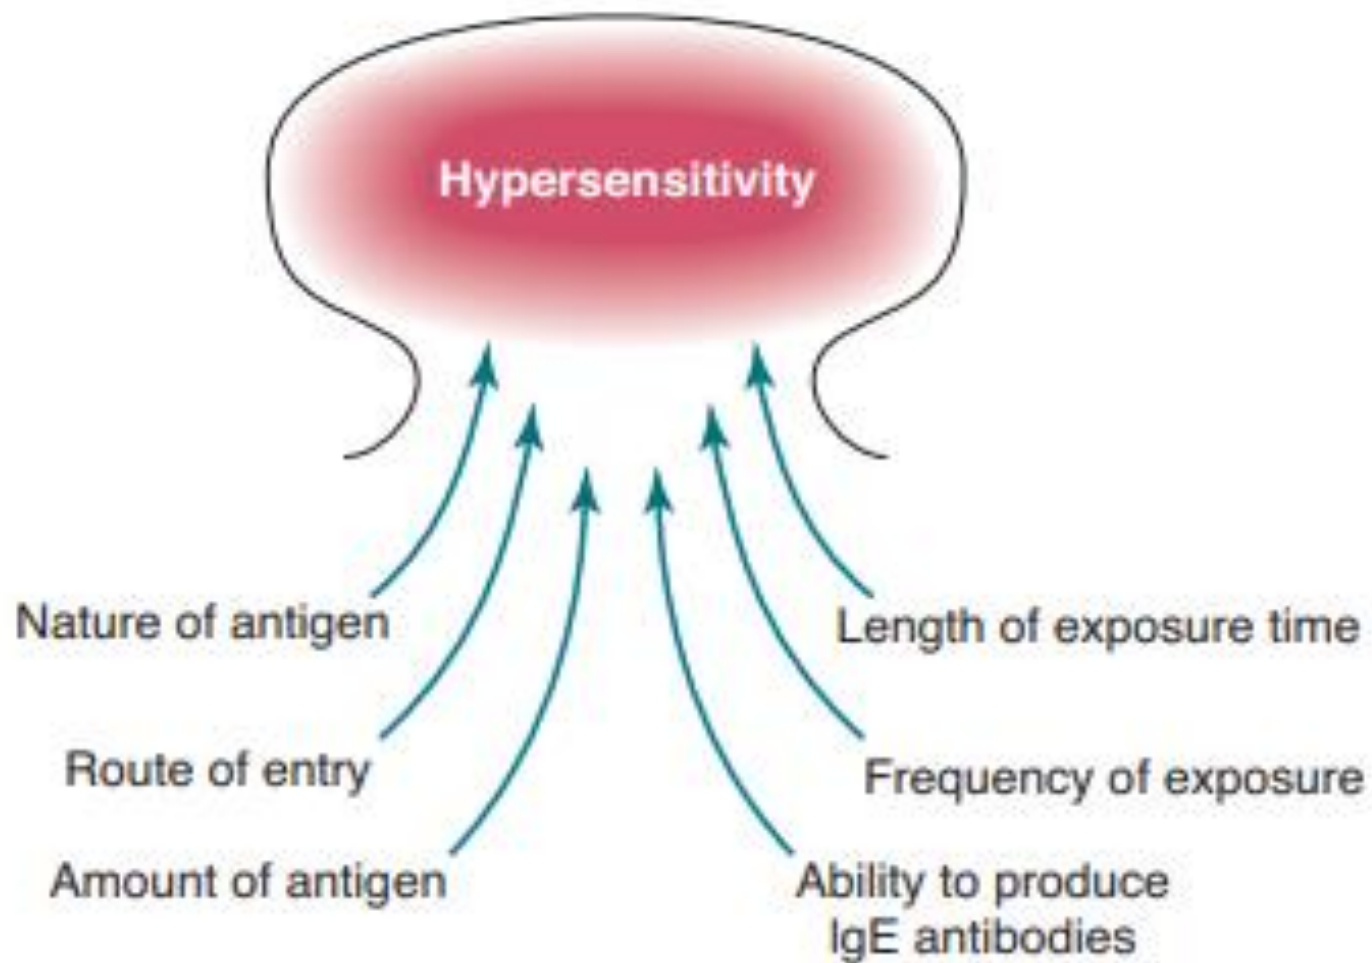 Hypersensitivity
Nature of antigen
Length of exposure time
Route of entry
Frequency of exposure
Amount of antigen
Ability to produce
IgE antibodies